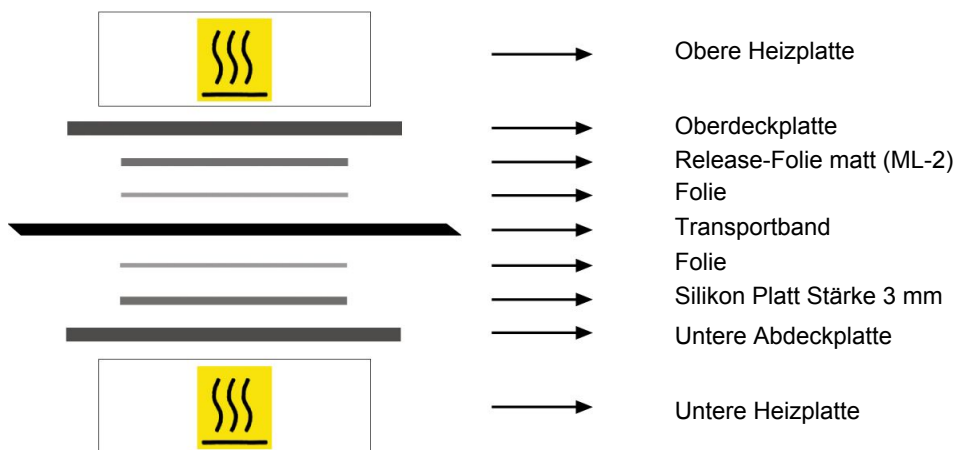 Obere Heizplatte
Oberdeckplatte
Release-Folie matt (ML-2)
Folie
Transportband
Folie
Silikon Platt Stärke 3 mm
Untere Abdeckplatte
Untere Heizplatte